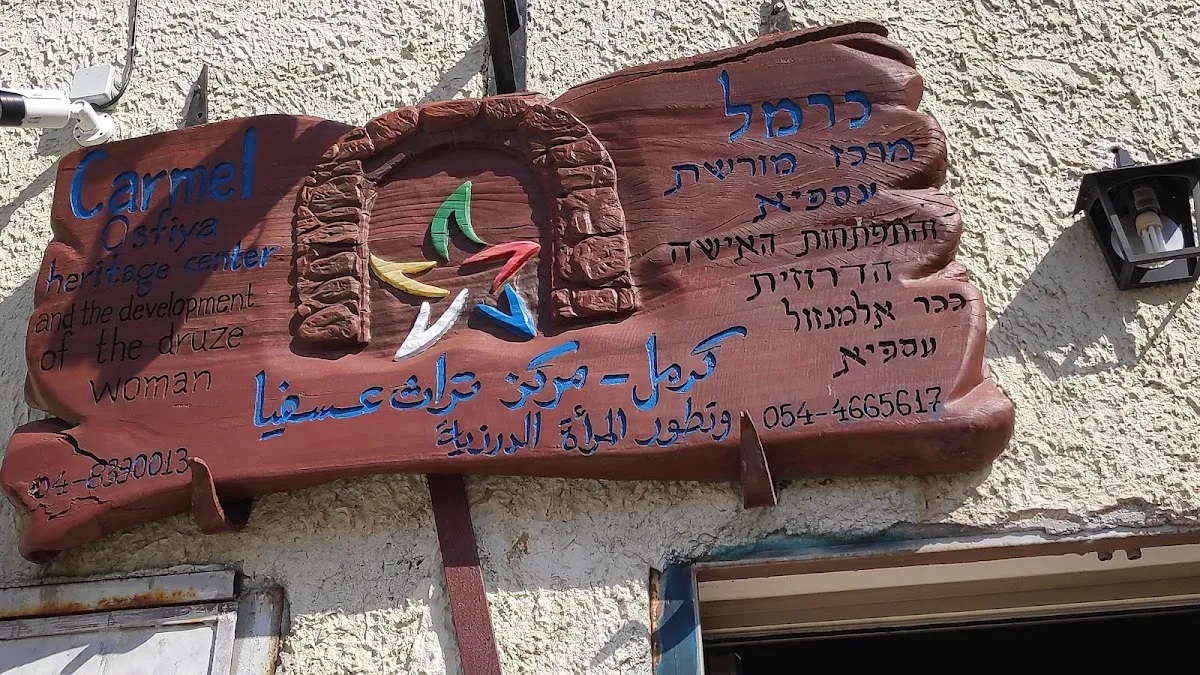 Carmel
Osfiya
heritage center
and the development
of the druze
woman
04-8390013
כרמל
מרכז מורשת
עספיא
והתפתחות האישה
הדרוזית
ככר אלמנזול
עספיא
054-4665617
كرمل - مركز تراث عسفيا
وتطور المرأة الدرزية